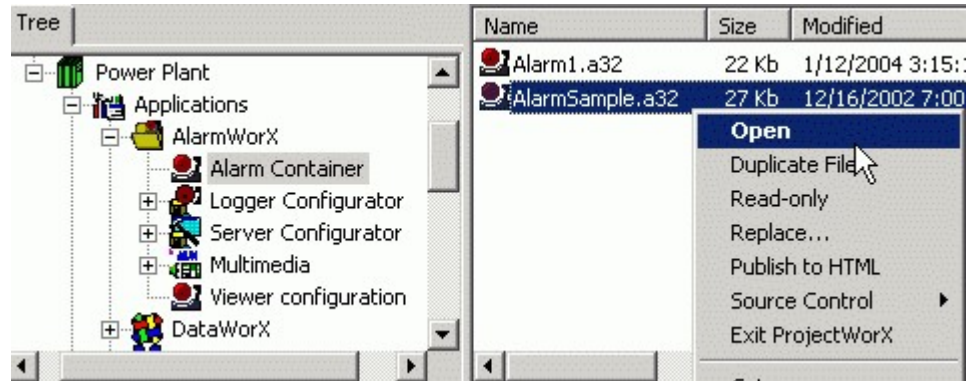 Tree
Power Plant
Applications
AlarmWorX
Alarm Container
Logger Configurator
Server Configurator
Multimedia
Viewer configuration
DataWorX
Name Size Modified
Alarm1.a32 22 Kb 1/12/2004 3:15:
AlarmSample.a32 27 Kb 12/16/2002 7:00
Open
Duplicate File
Read-only
Replace...
Publish to HTML
Source Control
Exit ProjectWorX